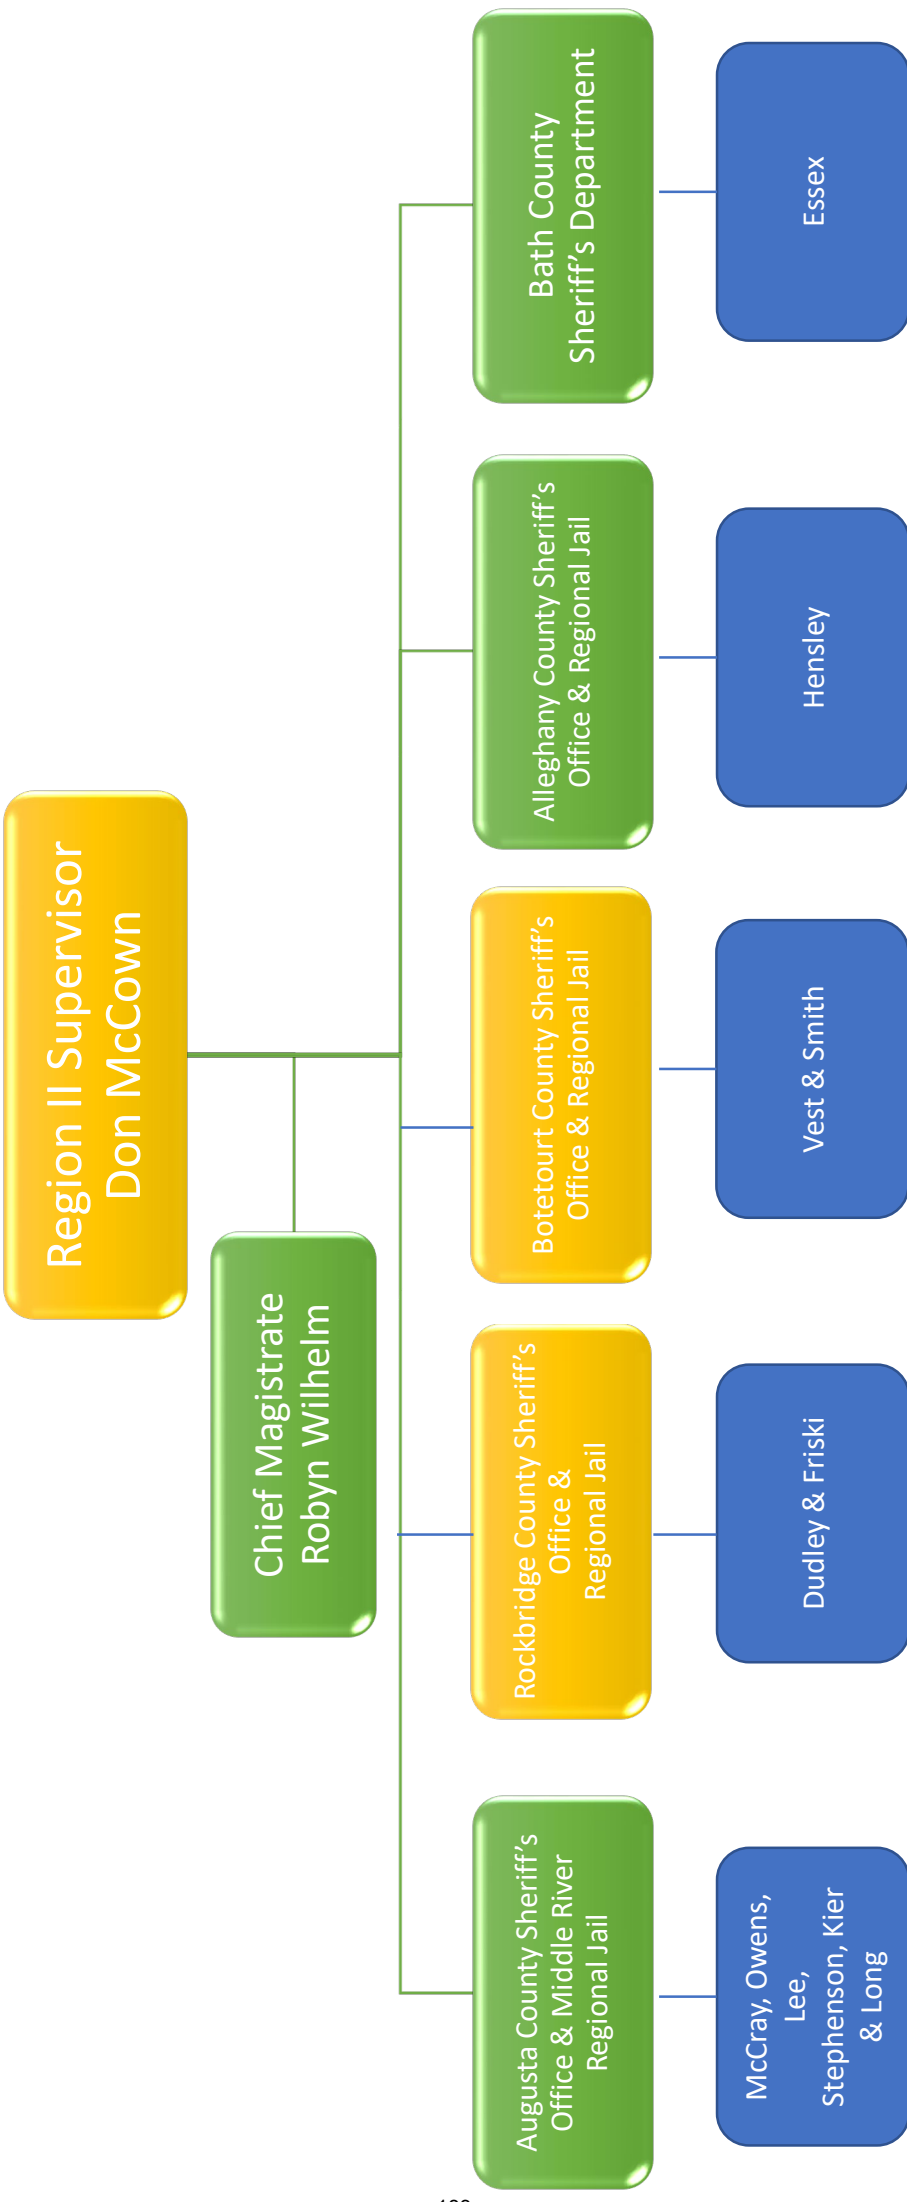 Region II Supervisor
Don McCown
Chief Magistrate
Robyn Wilhelm
Augusta County Sheriff's
Office & Middle River
Regional Jail
Rockbridge County Sheriff's
Office &
Regional Jail
Botetourt County Sheriff's
Office & Regional Jail
Alleghany County Sheriff's
Office & Regional Jail
Bath County
Sheriff's Department
McCray, Owens,
Lee,
Stephenson, Kier
& Long
Dudley & Friski
Vest & Smith
Hensley
Essex